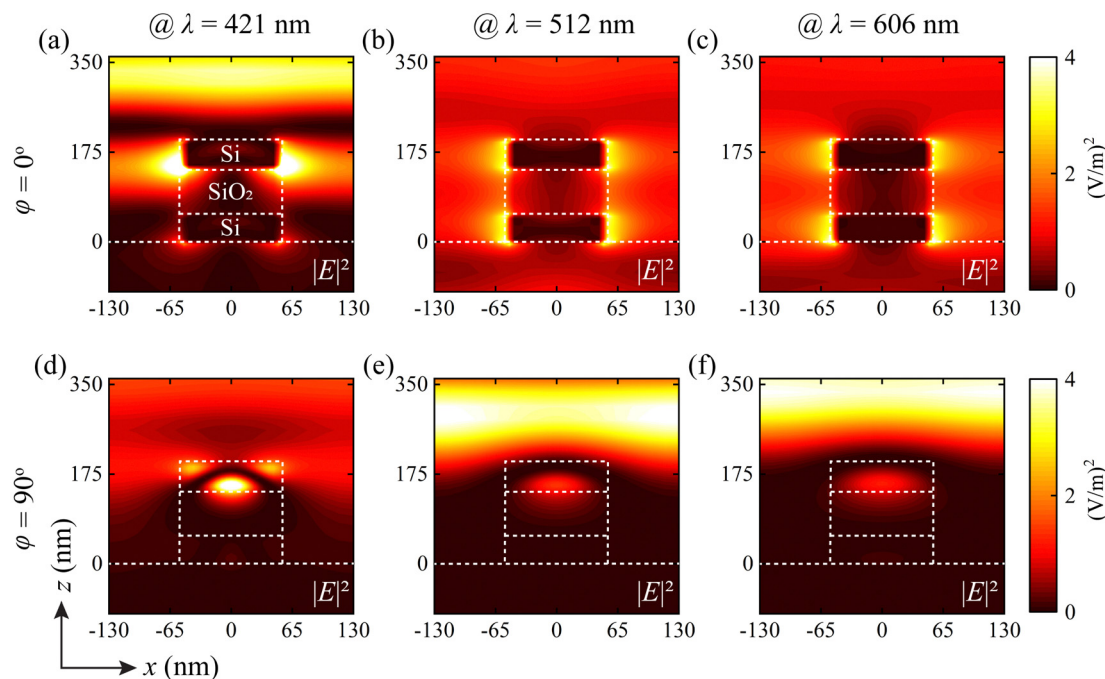 @ λ = 421 nm
@ λ = 512 nm
@ λ = 606 nm
(a)
(b)
(c)
φ = 0º
350
175
0
Si
SiO₂
Si
|E|²
-130 -65 0 65 130
350
175
0
|E|²
-130 -65 0 65 130
350
175
0
|E|²
-130 -65 0 65 130
4
2
0
(V/m)²
(d)
(e)
(f)
φ = 90º
350
175
0
|E|²
-130 -65 0 65 130
350
175
0
|E|²
-130 -65 0 65 130
350
175
0
|E|²
-130 -65 0 65 130
4
2
0
(V/m)²
z (nm)
x (nm)